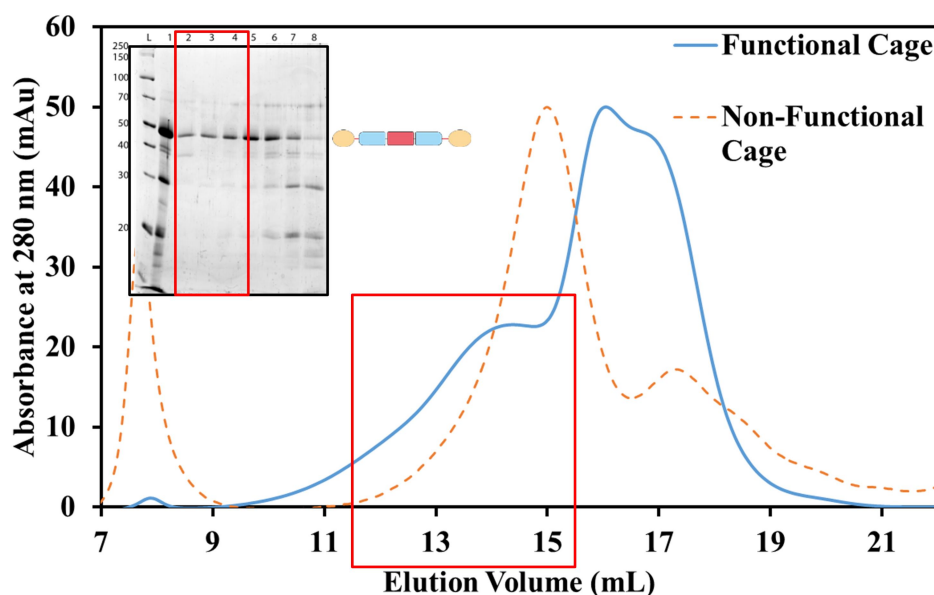 60
50
40
30
20
10
0
Absorbance at 280 nm (mAu)
L 1 2 3 4 5 6 7 8
250
150
100
70
50
40
30
20
Functional Cage
Non-Functional
Cage
7 9 11 13 15 17 19 21
Elution Volume (mL)